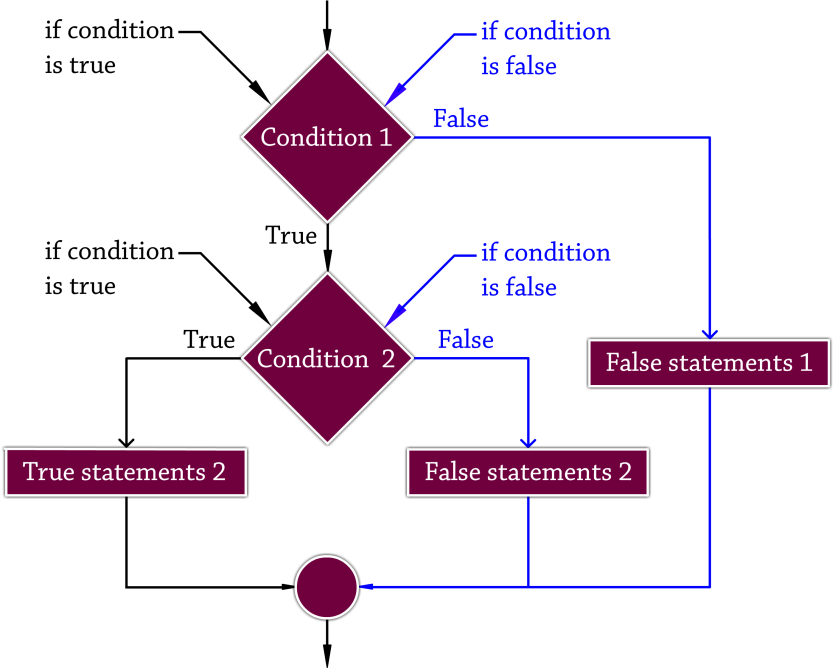 if condition
is true
if condition
is false
Condition 1
False
True
if condition
is true
if condition
is false
True
Condition  2
False
False statements 1
True statements 2
False statements 2